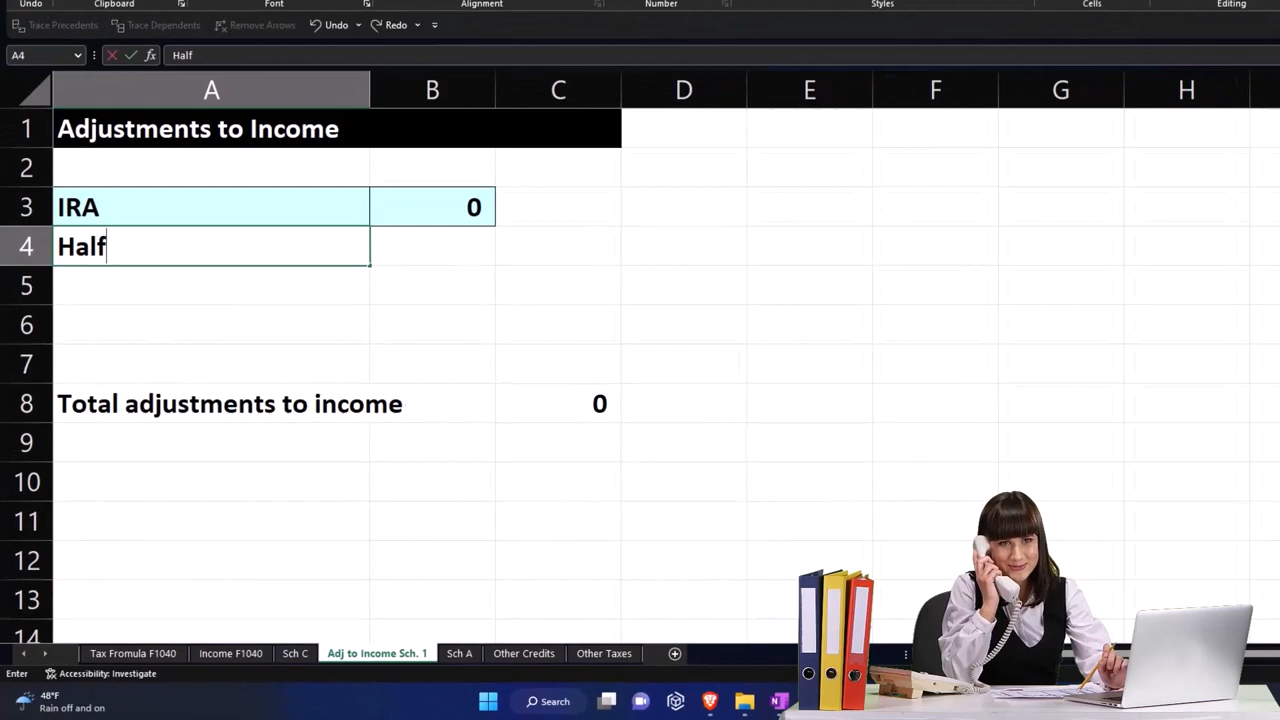 Undo Clipboard Font Alignment Number Styles Cells Editing
Trace Precedents Trace Dependents Remove Arrows Undo Redo
A4 fx Half
A B C D E F G H
1 Adjustments to Income
2
3 IRA 0
4 Half
5
6
7
8 Total adjustments to income 0
9
10
11
12
13
14
Tax Fromula F1040 Income F1040 Sch C Adj to Income Sch. 1 Sch A Other Credits Other Taxes
Enter Accessibility: Investigate
48°F
Rain off and on
Search